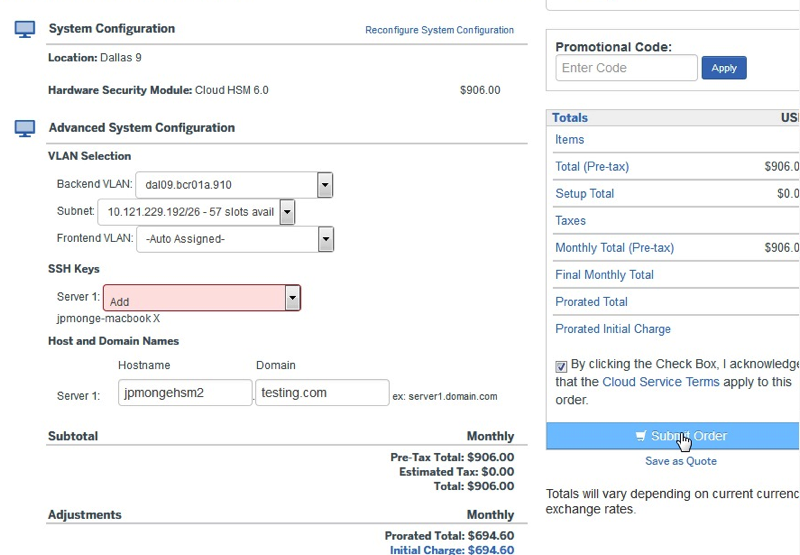 System Configuration
Reconfigure System Configuration
Location: Dallas 9
Hardware Security Module: Cloud HSM 6.0
$906.00
Advanced System Configuration
VLAN Selection
Backend VLAN: dal09.bcr01a.910
Subnet: 10.121.229.192/26 - 57 slots avail
Frontend VLAN: -Auto Assigned-
SSH Keys
Server 1: Add
jpmonge-macbook X
Host and Domain Names
Hostname Domain
Server 1: jpmongehsm2 . testing.com ex: server1.domain.com
Subtotal Monthly
Pre-Tax Total: $906.00
Estimated Tax: $0.00
Total: $906.00
Adjustments Monthly
Prorated Total: $694.60
Initial Charge: $694.60
Promotional Code:
Enter Code Apply
Totals US
Items
Total (Pre-tax) $906.0
Setup Total $0.0
Taxes
Monthly Total (Pre-tax) $906.0
Final Monthly Total
Prorated Total
Prorated Initial Charge
By clicking the Check Box, I acknowledge
that the Cloud Service Terms apply to this
order.
Submit Order
Save as Quote
Totals will vary depending on current currenc
exchange rates.